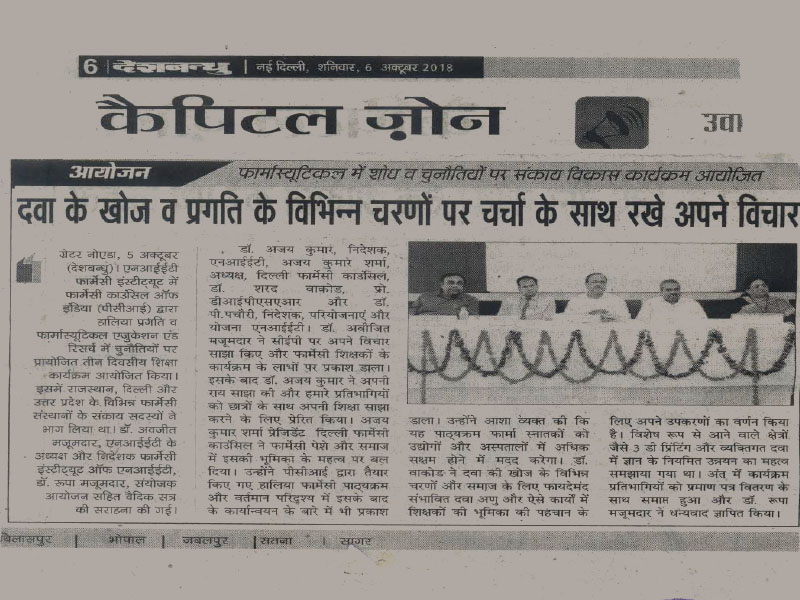 6 देशबन्धु नई दिल्ली, शनिवार, 6 अक्टूबर 2018
कैपिटल ज़ोन
आयोजन
फार्मास्यूटिकल में शोध व चुनौतियों पर संकाय विकास कार्यक्रम आयोजित
दवा के खोज व प्रगति के विभिन्न चरणों पर चर्चा के साथ रखे अपने विचार
ग्रेटर नोएडा, 5 अक्टूबर
(देशबन्धु)। एनआईईटी
फार्मेसी इंस्टीट्यूट में
फार्मेसी काउंसिल ऑफ
इंडिया (पीसीआई) द्वारा
हालिया प्रगति व
फार्मास्यूटिकल एजुकेशन एंड
रिसर्च में चुनौतियों पर
प्रायोजित तीन दिवसीय शिक्षा
कार्यक्रम आयोजित किया।
इसमें राजस्थान, दिल्ली और
उत्तर प्रदेश के विभिन्न फार्मेसी
संस्थानों के संकाय सदस्यों ने
भाग लिया था। डॉ. अवजीत
मजूमदार, एनआईईटी के
अध्यक्ष और निदेशक फार्मेसी
इंस्टीट्यूट ऑफ एनआईईटी,
डॉ. रूपा मजूमदार, संयोजक
आयोजन सहित वैदिक सत्र
की सराहना की गई।
डॉ. अजय कुमार, निदेशक,
एनआईईटी, अजय कुमार शर्मा,
अध्यक्ष, दिल्ली फार्मेसी काउंसिल,
डॉ. शरद वाकोड, प्रो.
डीआईपीएसएआर और डॉ.
पी.पचौरी, निदेशक, परियोजनाएं और
योजना एनआईईटी। डॉ. अवीजित
मजूमदार ने सीईपी पर अपने विचार
साझा किए और फार्मेसी शिक्षकों के
कार्यक्रम के लाभों पर प्रकाश डाला।
इसके बाद डॉ. अजय कुमार ने अपनी
राय साझा की और हमारे प्रतिभागियों
को छात्रों के साथ अपनी शिक्षा साझा
करने के लिए प्रेरित किया। अजय
कुमार शर्मा प्रेजिडेंट दिल्ली फार्मेसी
काउंसिल ने फार्मेसी पेशे और समाज
में इसकी भूमिका के महत्व पर बल
दिया। उन्होंने पीसीआई द्वारा तैयार
किए गए हालिया फार्मेसी पाठ्यक्रम
और वर्तमान परिदृश्य में इसके बाद
के कार्यान्वयन के बारे में भी प्रकाश
डाला। उन्होंने आशा व्यक्त की कि
यह पाठ्यक्रम फार्मा स्नातकों को
उद्योगों और अस्पतालों में अधिक
सक्षम होने में मदद करेगा। डॉ.
वाकोड ने दवा की खोज के विभिन्न
चरणों और समाज के लिए फायदेमंद
संभावित दवा अणु और ऐसे कार्यों में
शिक्षकों की भूमिका की पहचान के
लिए अपने उपकरणों का वर्णन किया
है। विशेष रूप से आने वाले क्षेत्रों
जैसे 3 डी प्रिंटिंग और व्यक्तिगत दवा
में ज्ञान के नियमित उन्नयन का महत्व
समझाया गया था। अंत में कार्यक्रम
प्रतिभागियों को प्रमाण पत्र वितरण के
साथ समाप्त हुआ और डॉ. रूपा
मजूमदार ने धन्यवाद ज्ञापित किया।
बिलासपुर | भोपाल | जबलपुर | सतना | सागर